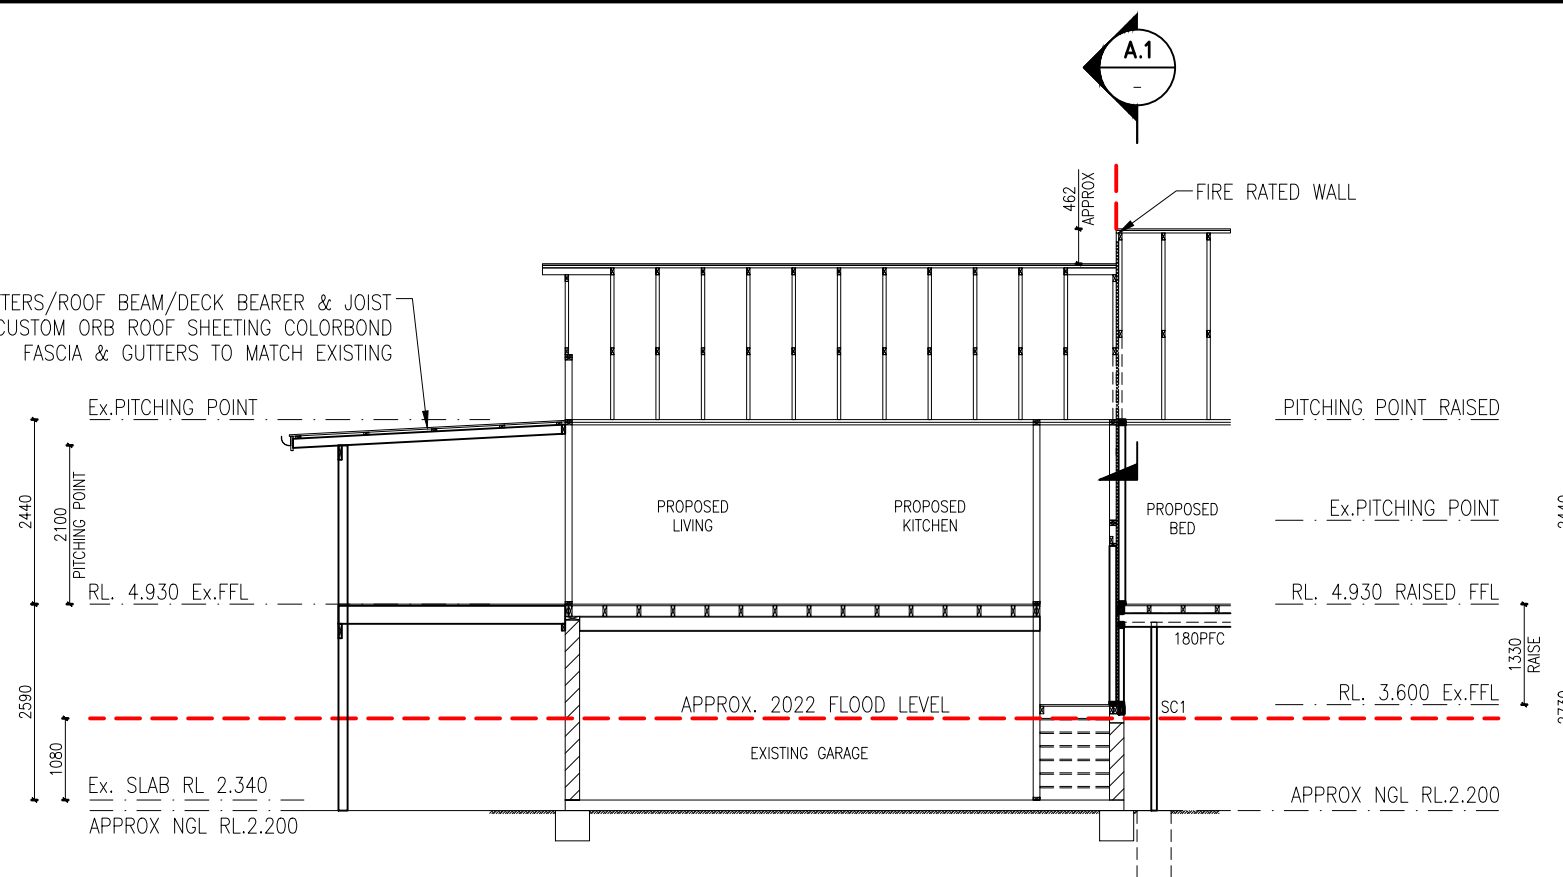 A.1
-
462
APPROX
FIRE RATED WALL
TERS/ROOF BEAM/DECK BEARER & JOIST
CUSTOM ORB ROOF SHEETING COLORBOND
FASCIA & GUTTERS TO MATCH EXISTING
Ex.PITCHING POINT
PITCHING POINT RAISED
2440
2100
PITCHING POINT
PROPOSED
LIVING
PROPOSED
KITCHEN
PROPOSED
BED
Ex.PITCHING POINT
2440
RL. 4.930 Ex.FFL
RL. 4.930 RAISED FFL
180PFC
1330
RAISE
2590
APPROX. 2022 FLOOD LEVEL
SC1
RL. 3.600 Ex.FFL
2730
1080
EXISTING GARAGE
Ex. SLAB RL 2.340
APPROX NGL RL.2.200
APPROX NGL RL.2.200